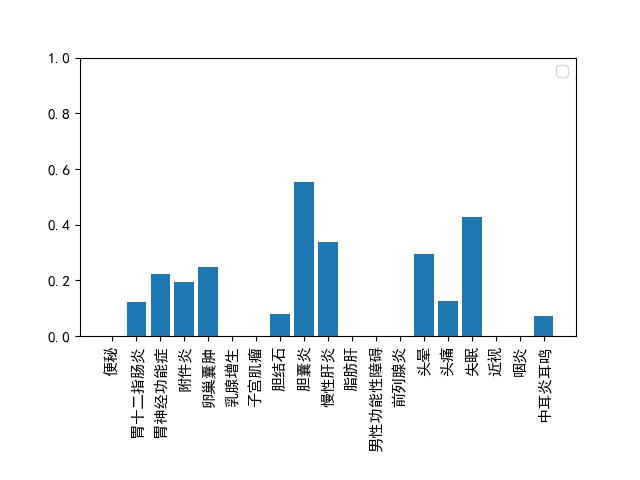 1.0
0.8
0.6
0.4
0.2
0.0
便秘
胃十二指肠炎
胃神经功能症
附件炎
卵巢囊肿
乳腺增生
子宫肌瘤
胆结石
胆囊炎
慢性肝炎
脂肪肝
男性功能性障碍
前列腺炎
头晕
头痛
失眠
近视
咽炎
中耳炎耳鸣